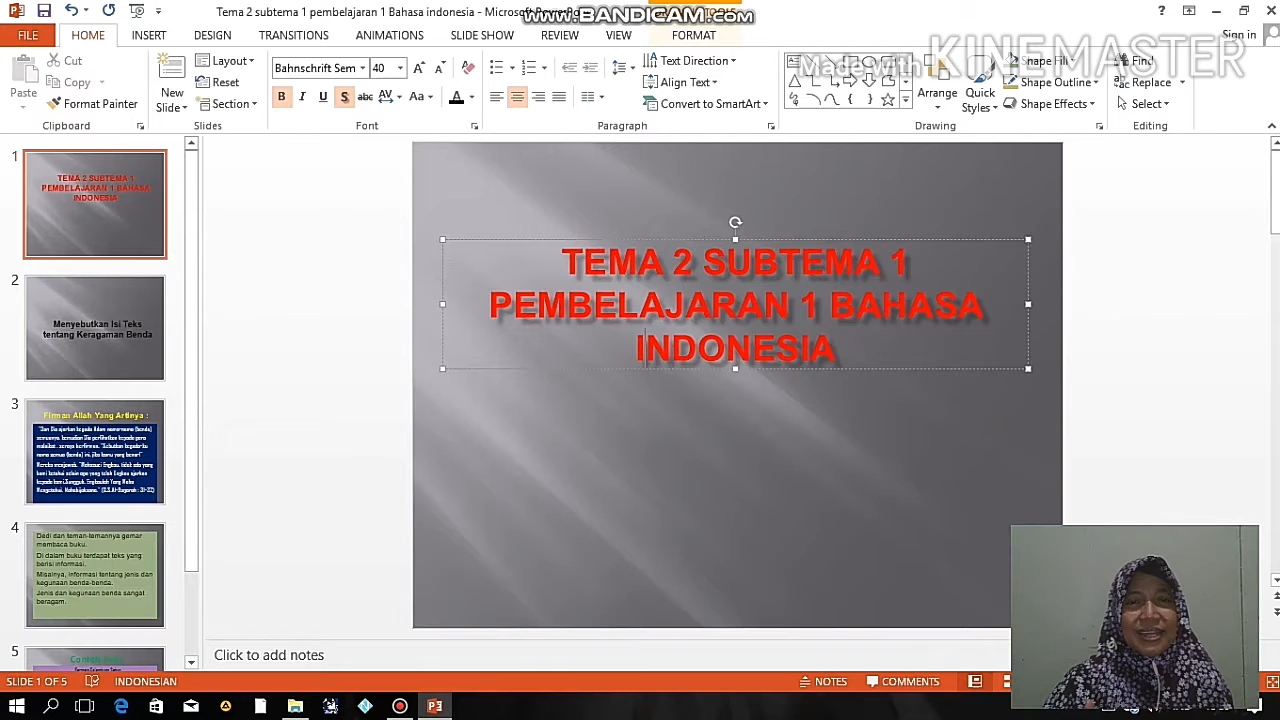 Tema 2 subtema 1 pembelajaran 1 Bahasa indonesia - Microsoft
www.BANDICAM.com
Made with KINEMASTER
FILE HOME INSERT DESIGN TRANSITIONS ANIMATIONS SLIDE SHOW REVIEW VIEW FORMAT Sign in
Paste
Cut
Copy
Format Painter
Clipboard
New
Slide
Layout
Reset
Section
Slides
Bahnschrift Sem 40
Font
Text Direction
Align Text
Convert to SmartArt
Paragraph
Arrange
Quick
Styles
Shape Fill
Shape Outline
Shape Effects
Drawing
Find
Replace
Select
Editing
1
TEMA 2 SUBTEMA 1
PEMBELAJARAN 1 BAHASA
INDONESIA
2
Menyebutkan Isi Teks
tentang Keragaman Benda
3
Firman Allah Yang Artinya :
4
Dedi dan teman-temannya gemar
membaca buku.
Di dalam buku terdapat teks yang
berisi informasi.
Misalnya, informasi tentang jenis dan
kegunaan benda-benda.
Jenis dan kegunaan benda sangat
beragam.
5
TEMA 2 SUBTEMA 1
PEMBELAJARAN 1 BAHASA
INDONESIA
Click to add notes
SLIDE 1 OF 5 INDONESIAN NOTES COMMENTS